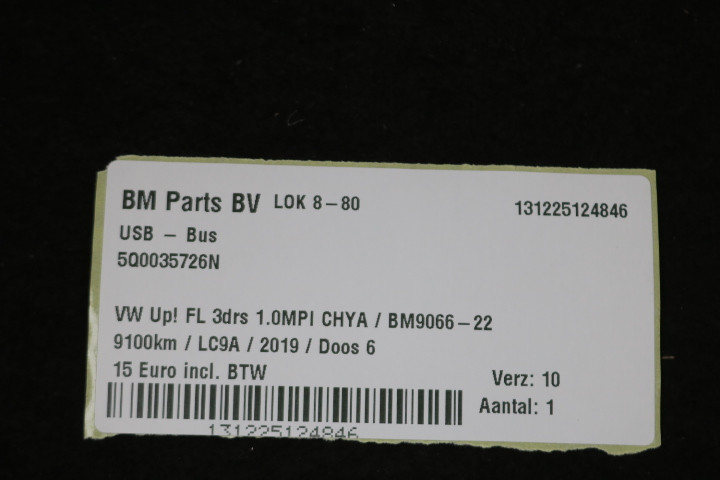 BM Parts BV LOK 8-80 131225124846
USB - Bus
5Q0035726N
VW Up! FL 3drs 1.0MPI CHYA / BM9066-22
9100km / LC9A / 2019 / Doos 6
15 Euro incl. BTW
Verz: 10
Aantal: 1
131225124846